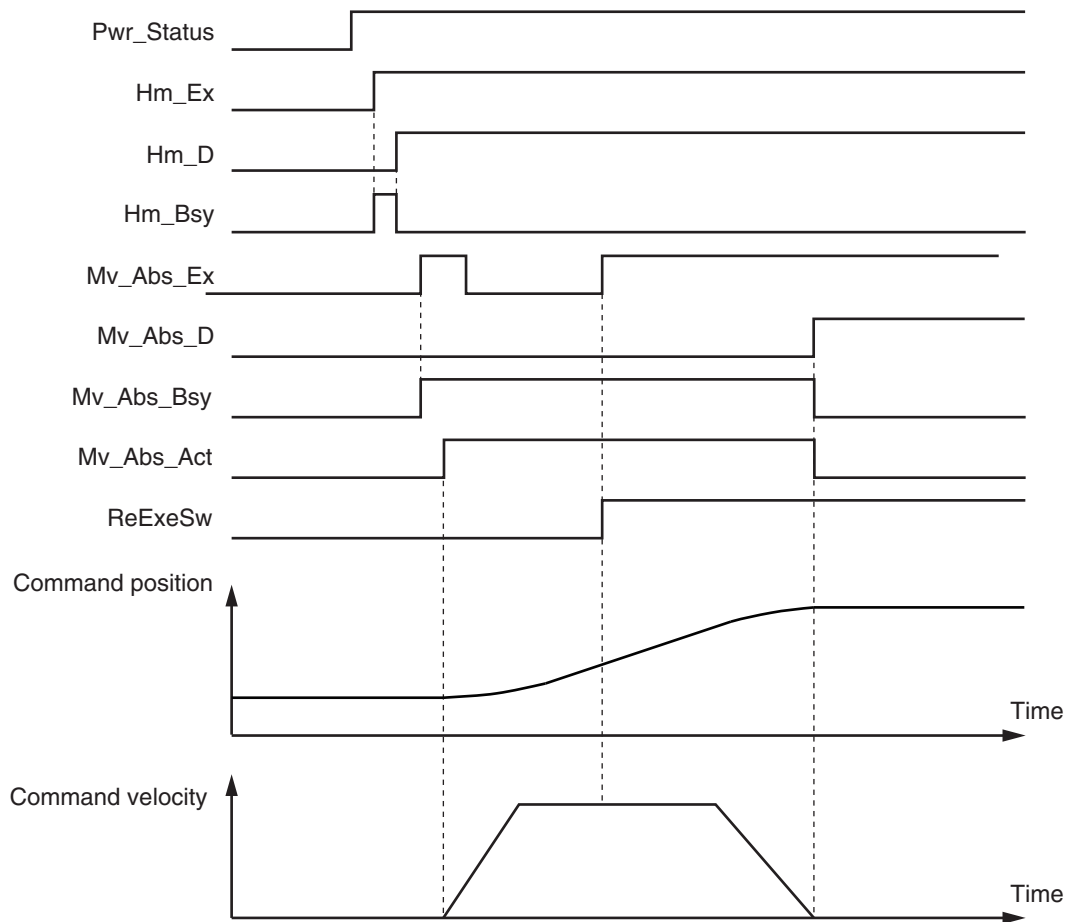 Pwr_Status
Hm_Ex
Hm_D
Hm_Bsy
Mv_Abs_Ex
Mv_Abs_D
Mv_Abs_Bsy
Mv_Abs_Act
ReExeSw
Command position
Time
Command velocity
Time